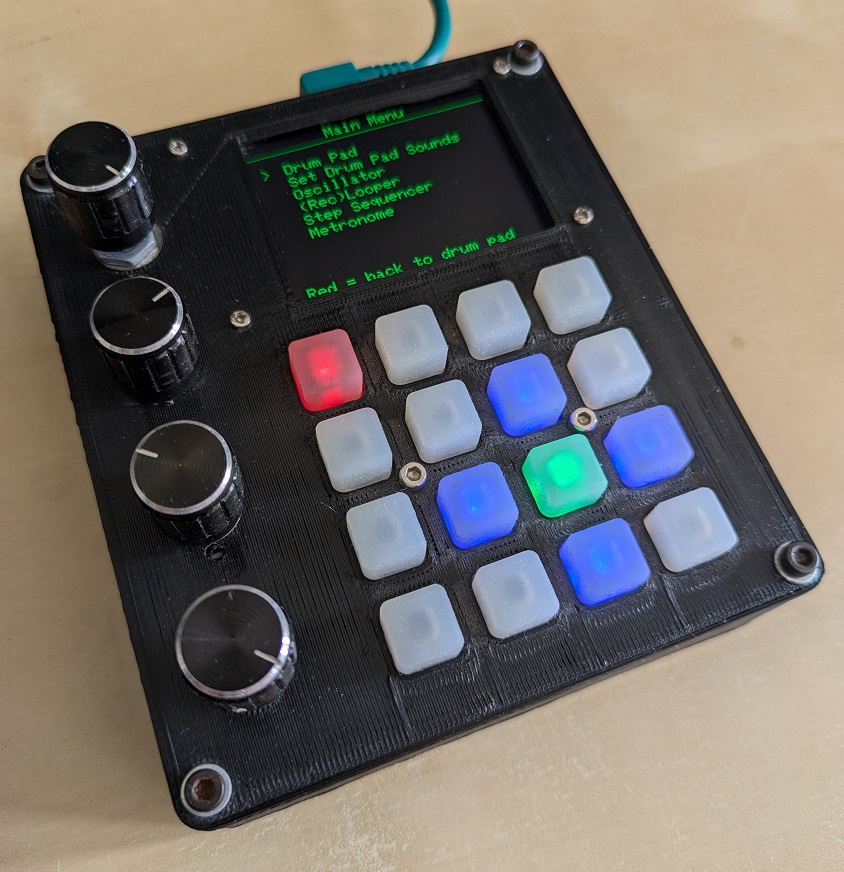 Main Menu
> Drum Pad
Set Drum Pad Sounds
Oscillator
(Rec)Looper
Step Sequencer
Metronome
Red = back to drum pad